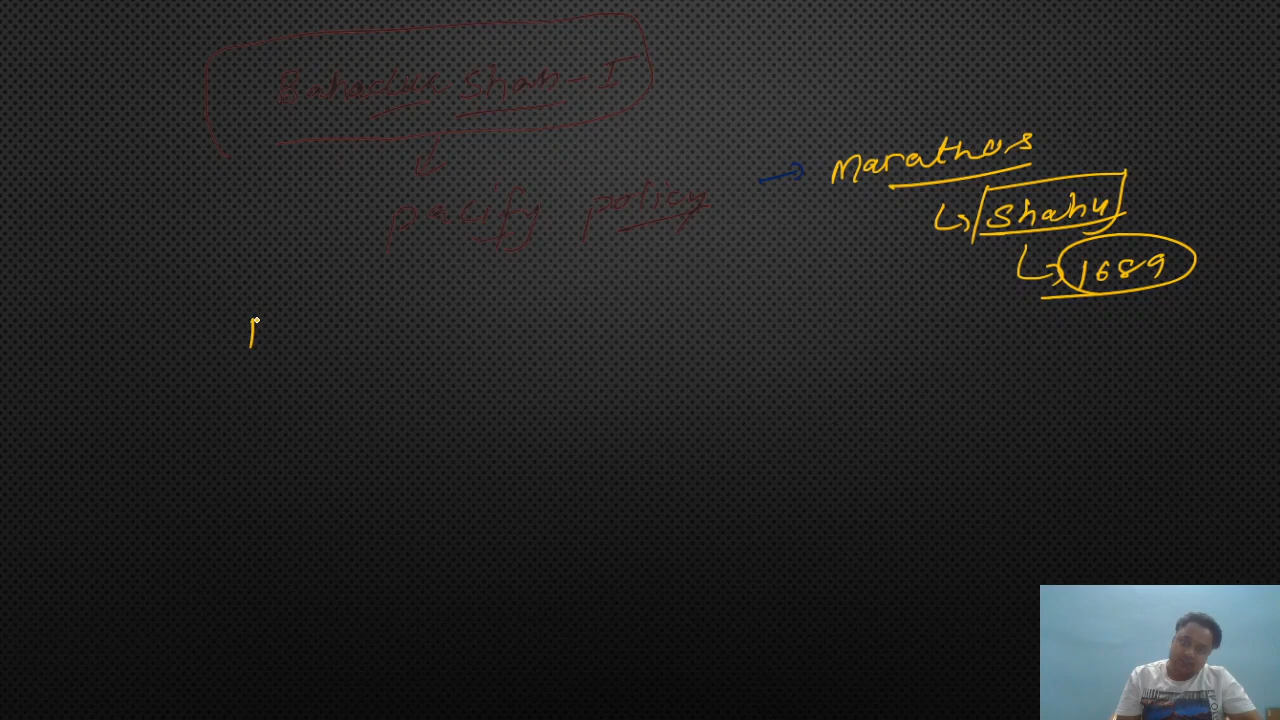 Bahadur Shah - I
pacify policy → Marathas
↳ Shahu
↳ 1689